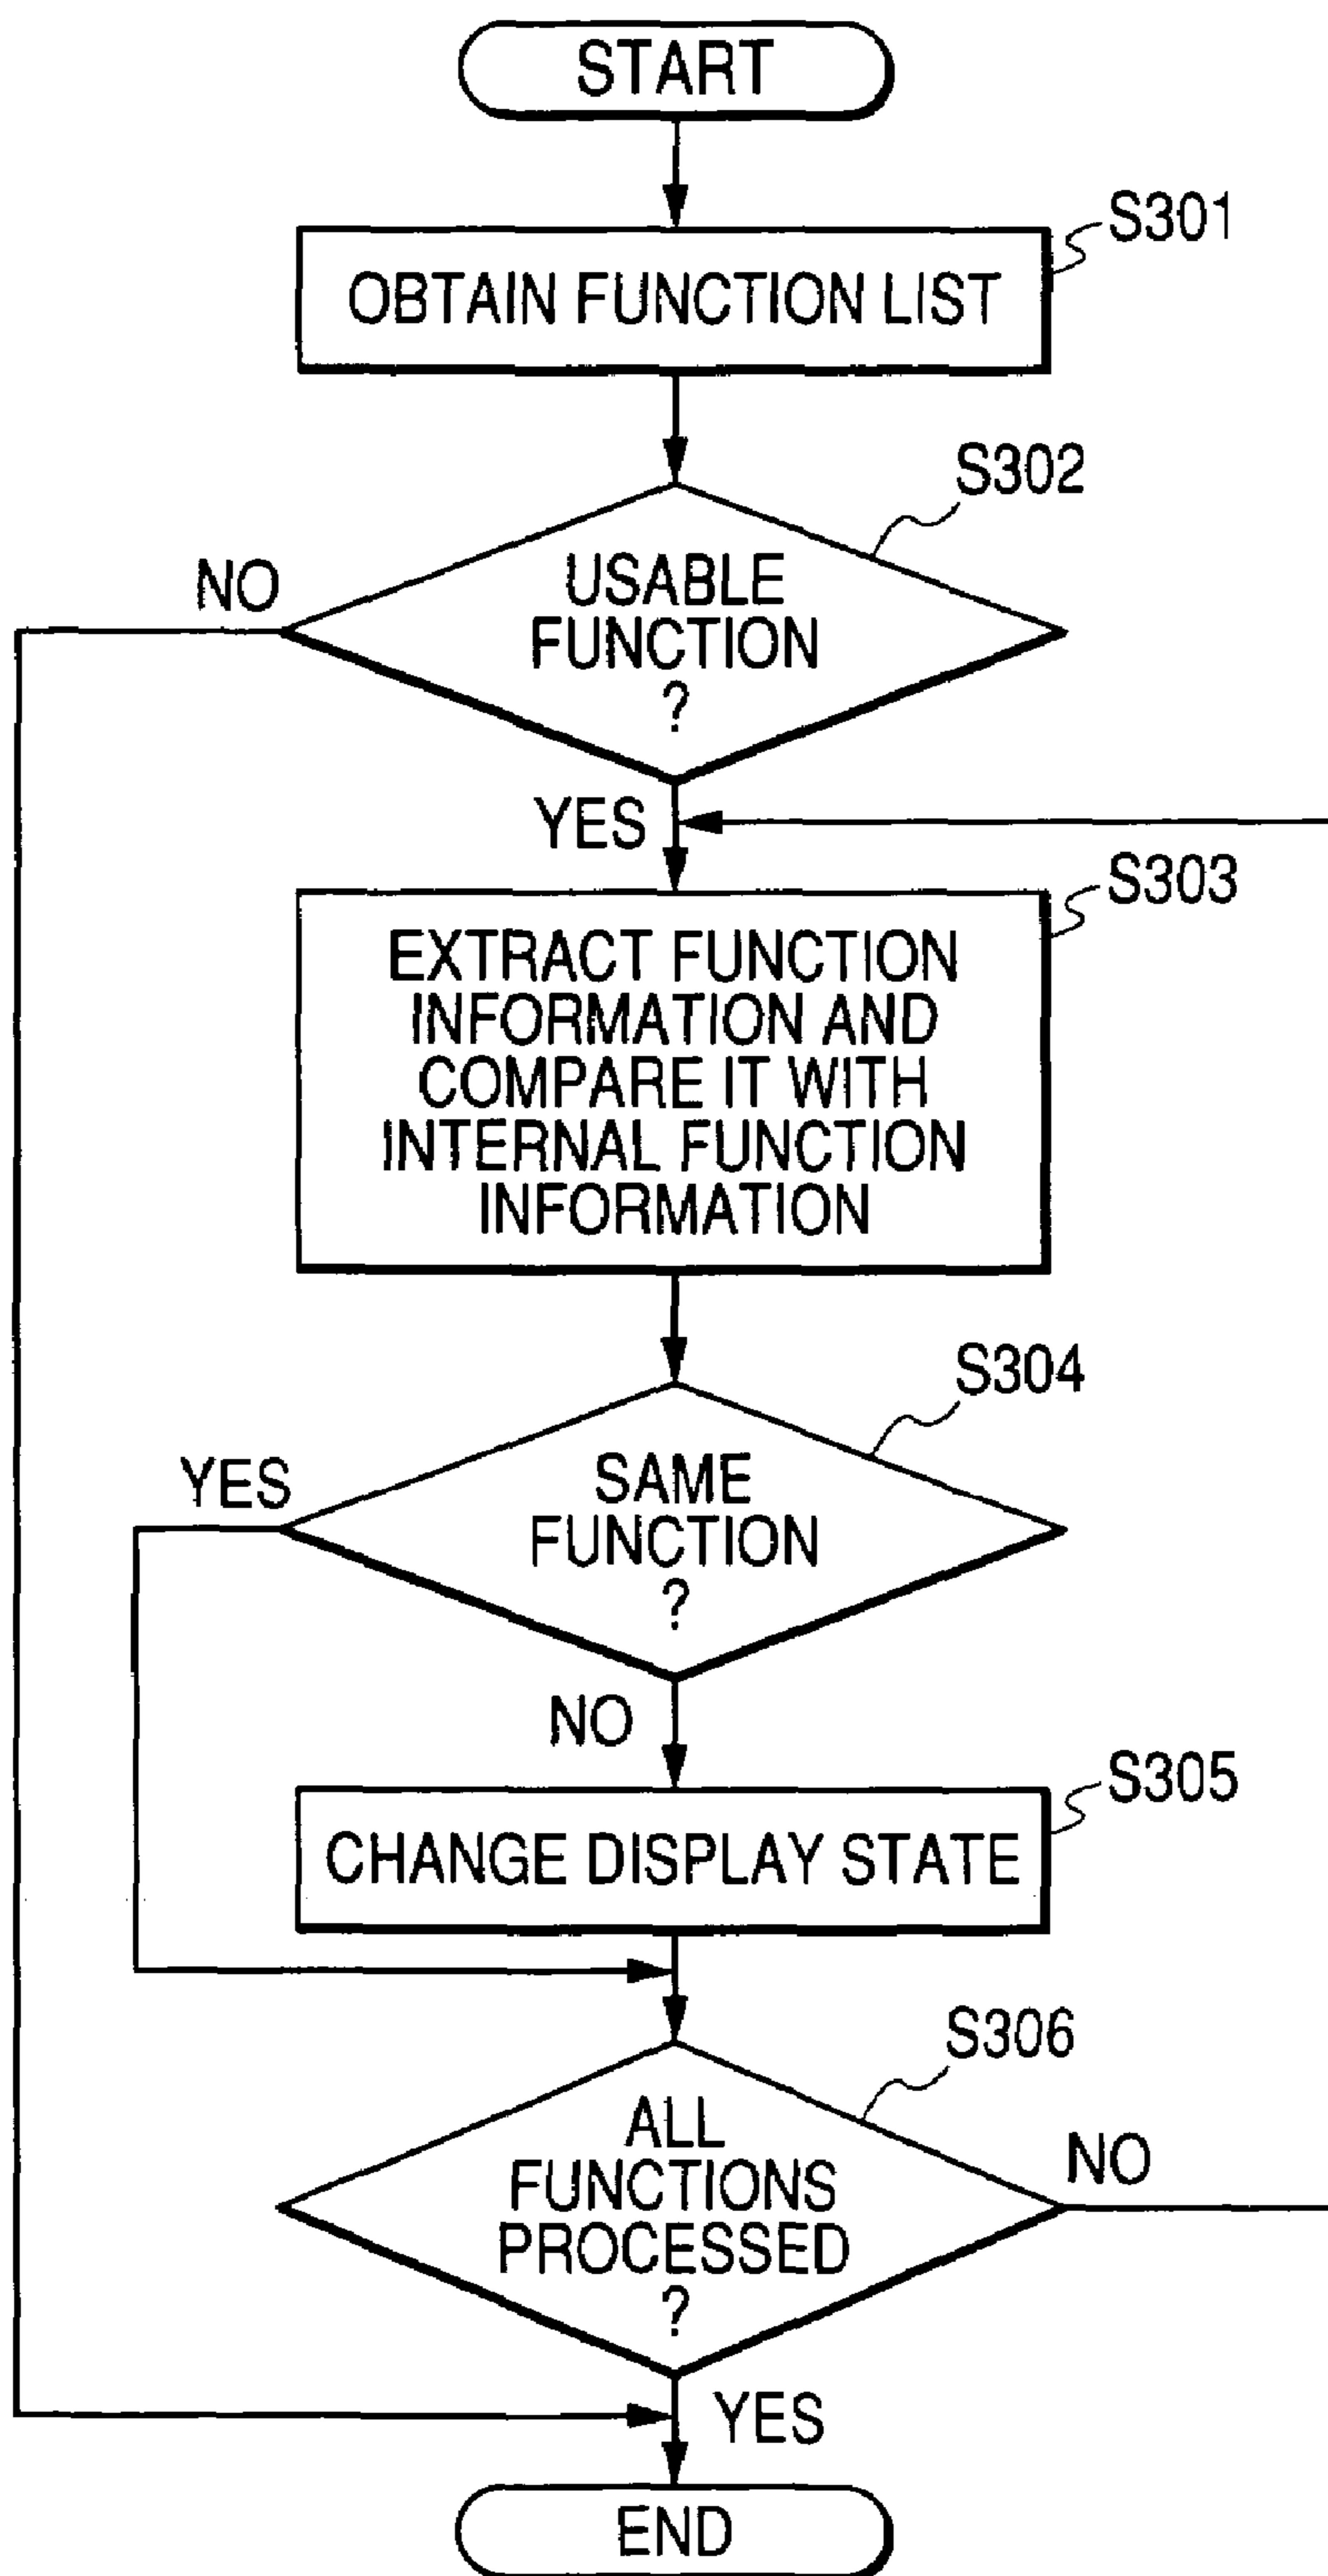 START
S301
OBTAIN FUNCTION LIST
S302
NO
USABLE
FUNCTION
?
YES
S303
EXTRACT FUNCTION
INFORMATION AND
COMPARE IT WITH
INTERNAL FUNCTION
INFORMATION
S304
YES
SAME
FUNCTION
?
NO
S305
CHANGE DISPLAY STATE
S306
ALL
FUNCTIONS
PROCESSED
?
NO
YES
END